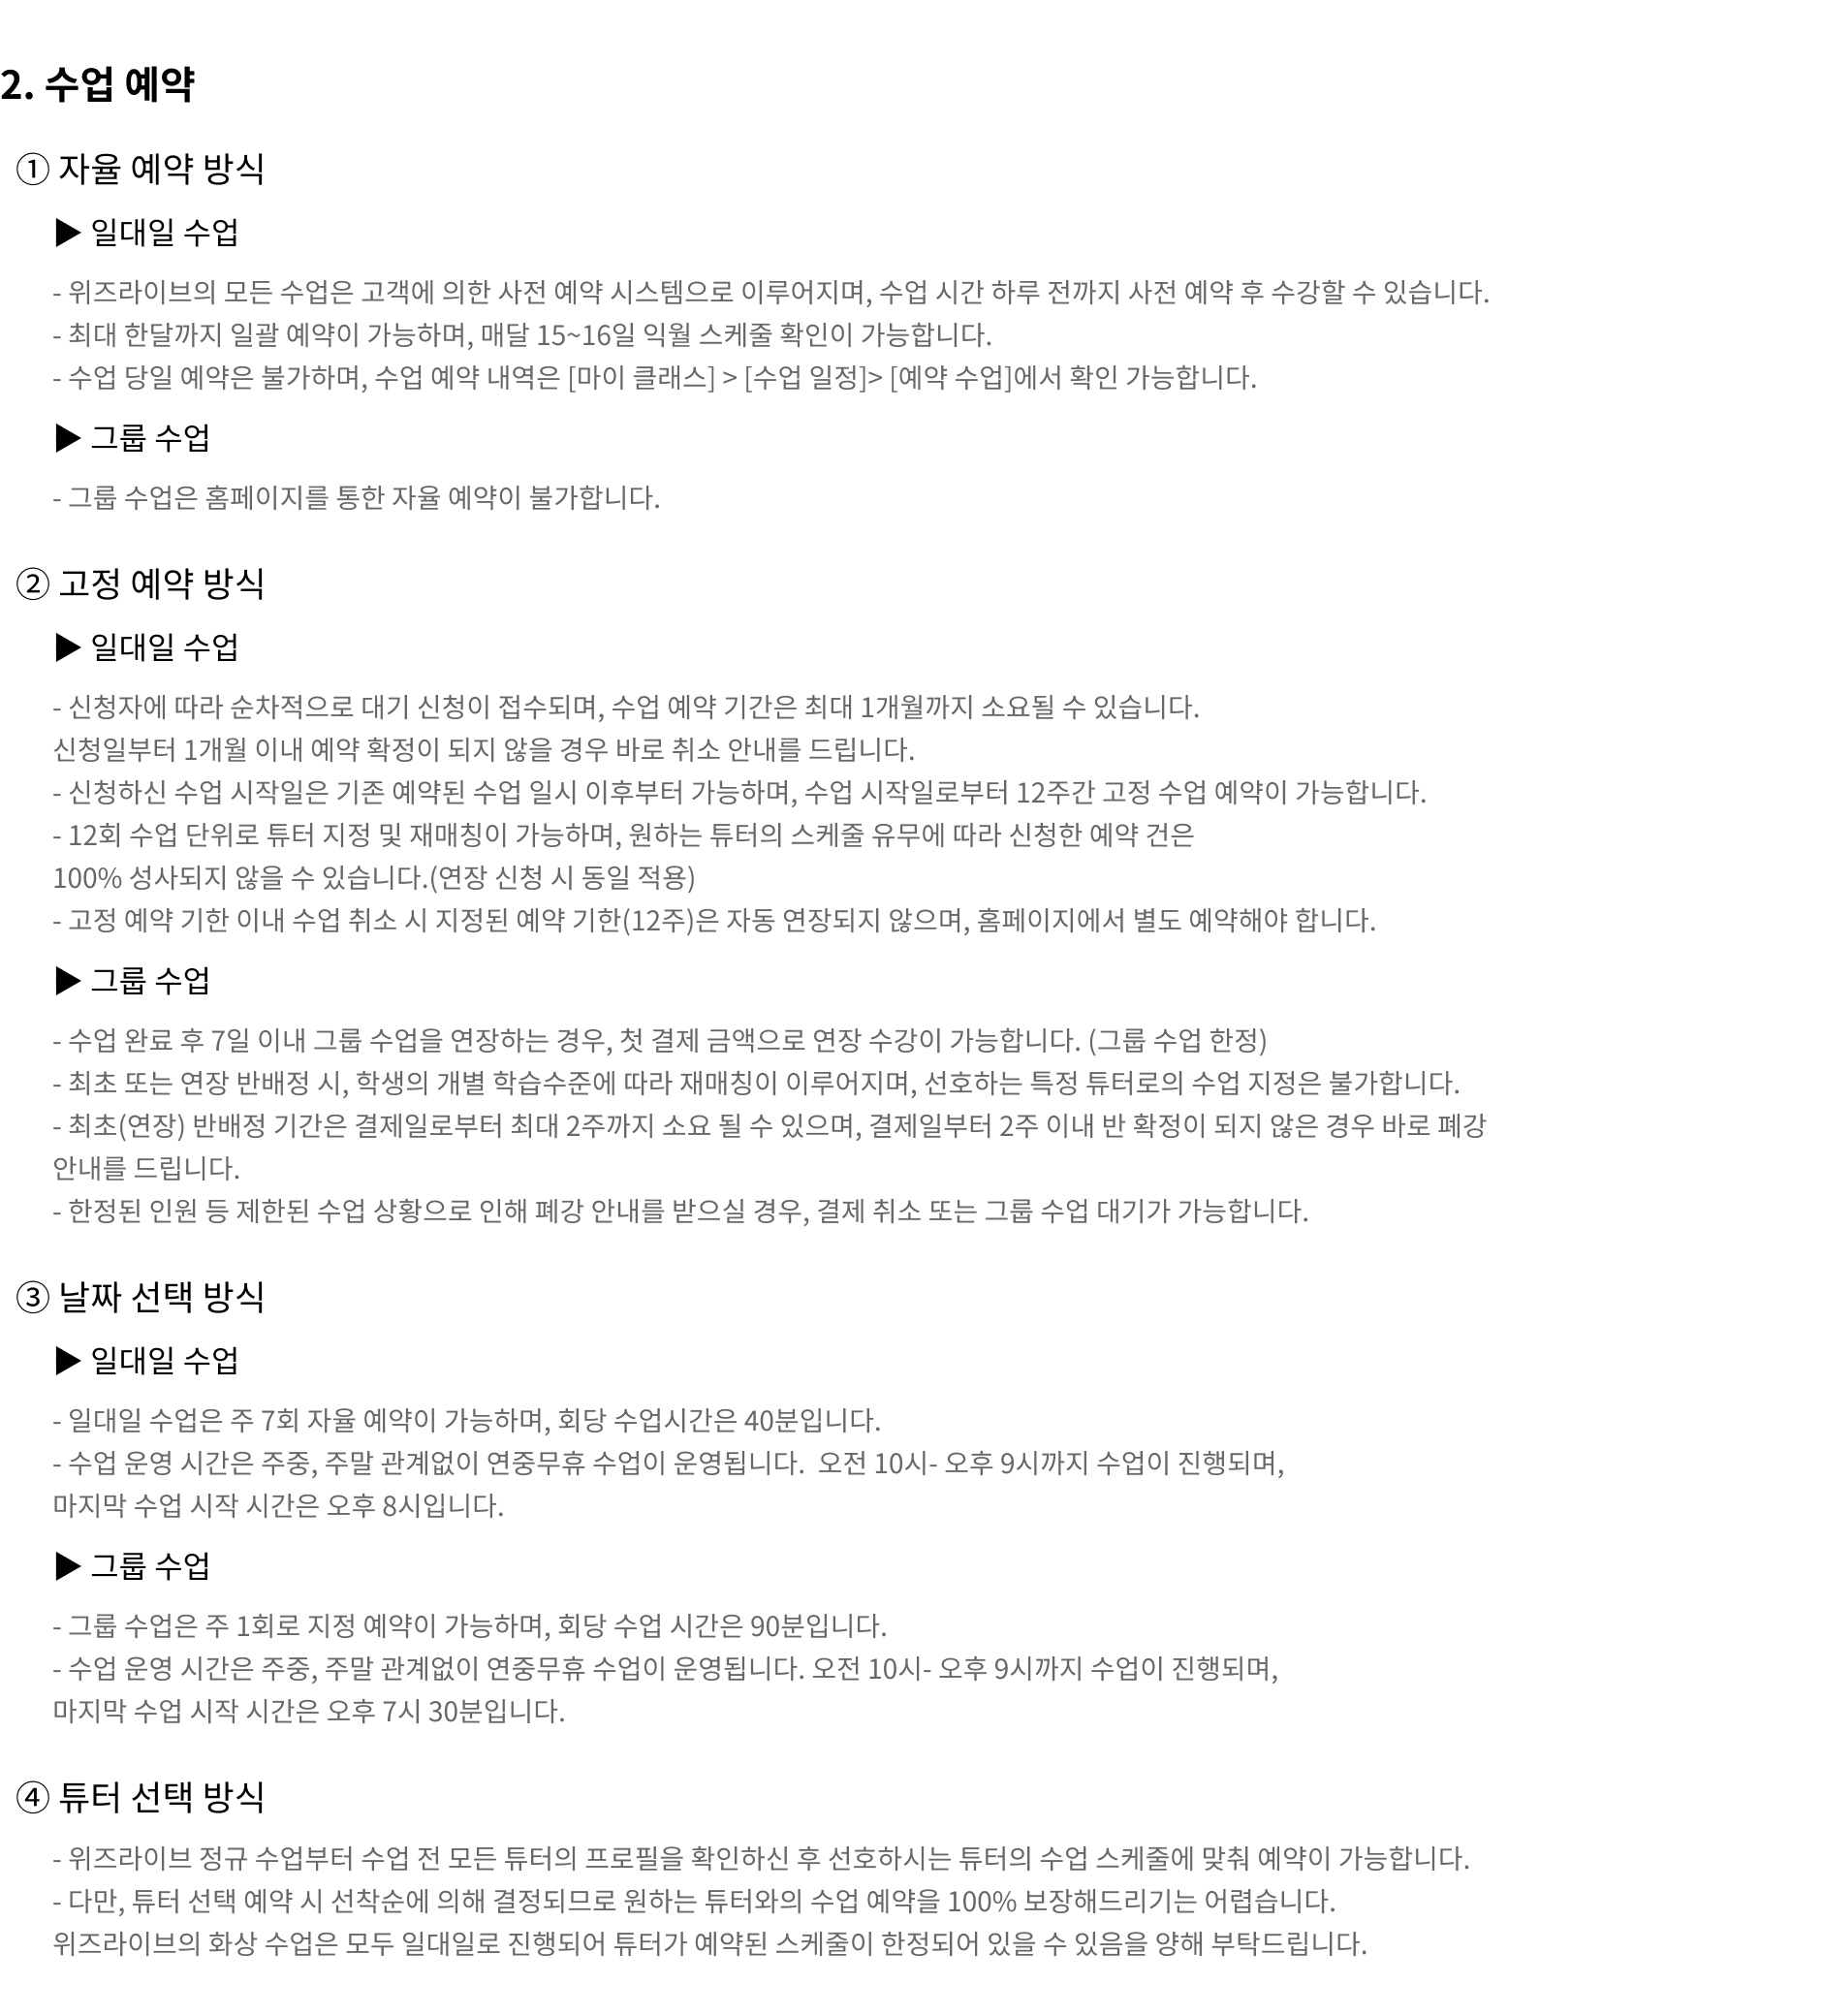 2. 수업 예약
① 자율 예약 방식
▶ 일대일 수업
- 위즈라이브의 모든 수업은 고객에 의한 사전 예약 시스템으로 이루어지며, 수업 시간 하루 전까지 사전 예약 후 수강할 수 있습니다.
- 최대 한달까지 일괄 예약이 가능하며, 매달 15~16일 익월 스케줄 확인이 가능합니다.
- 수업 당일 예약은 불가하며, 수업 예약 내역은 [마이 클래스] > [수업 일정]> [예약 수업]에서 확인 가능합니다.
▶ 그룹 수업
- 그룹 수업은 홈페이지를 통한 자율 예약이 불가합니다.
② 고정 예약 방식
▶ 일대일 수업
- 신청자에 따라 순차적으로 대기 신청이 접수되며, 수업 예약 기간은 최대 1개월까지 소요될 수 있습니다.
신청일부터 1개월 이내 예약 확정이 되지 않을 경우 바로 취소 안내를 드립니다.
- 신청하신 수업 시작일은 기존 예약된 수업 일시 이후부터 가능하며, 수업 시작일로부터 12주간 고정 수업 예약이 가능합니다.
- 12회 수업 단위로 튜터 지정 및 재매칭이 가능하며, 원하는 튜터의 스케줄 유무에 따라 신청한 예약 건은
100% 성사되지 않을 수 있습니다.(연장 신청 시 동일 적용)
- 고정 예약 기한 이내 수업 취소 시 지정된 예약 기한(12주)은 자동 연장되지 않으며, 홈페이지에서 별도 예약해야 합니다.
▶ 그룹 수업
- 수업 완료 후 7일 이내 그룹 수업을 연장하는 경우, 첫 결제 금액으로 연장 수강이 가능합니다. (그룹 수업 한정)
- 최초 또는 연장 반배정 시, 학생의 개별 학습수준에 따라 재매칭이 이루어지며, 선호하는 특정 튜터로의 수업 지정은 불가합니다.
- 최초(연장) 반배정 기간은 결제일로부터 최대 2주까지 소요 될 수 있으며, 결제일부터 2주 이내 반 확정이 되지 않은 경우 바로 폐강
안내를 드립니다.
- 한정된 인원 등 제한된 수업 상황으로 인해 폐강 안내를 받으실 경우, 결제 취소 또는 그룹 수업 대기가 가능합니다.
③ 날짜 선택 방식
▶ 일대일 수업
- 일대일 수업은 주 7회 자율 예약이 가능하며, 회당 수업시간은 40분입니다.
- 수업 운영 시간은 주중, 주말 관계없이 연중무휴 수업이 운영됩니다.  오전 10시- 오후 9시까지 수업이 진행되며,
마지막 수업 시작 시간은 오후 8시입니다.
▶ 그룹 수업
- 그룹 수업은 주 1회로 지정 예약이 가능하며, 회당 수업 시간은 90분입니다.
- 수업 운영 시간은 주중, 주말 관계없이 연중무휴 수업이 운영됩니다. 오전 10시- 오후 9시까지 수업이 진행되며,
마지막 수업 시작 시간은 오후 7시 30분입니다.
④ 튜터 선택 방식
- 위즈라이브 정규 수업부터 수업 전 모든 튜터의 프로필을 확인하신 후 선호하시는 튜터의 수업 스케줄에 맞춰 예약이 가능합니다.
- 다만, 튜터 선택 예약 시 선착순에 의해 결정되므로 원하는 튜터와의 수업 예약을 100% 보장해드리기는 어렵습니다.
위즈라이브의 화상 수업은 모두 일대일로 진행되어 튜터가 예약된 스케줄이 한정되어 있을 수 있음을 양해 부탁드립니다.